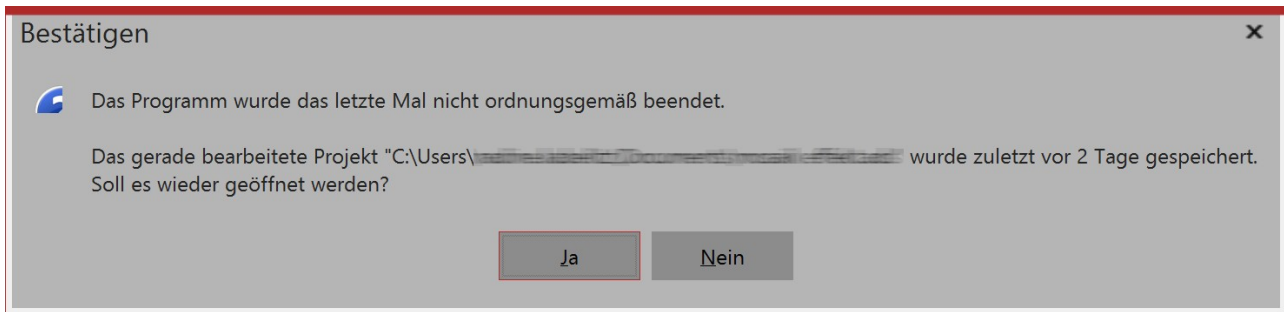 Bestätigen
Das Programm wurde das letzte Mal nicht ordnungsgemäß beendet.
Das gerade bearbeitete Projekt "C:\Users\ wurde zuletzt vor 2 Tage gespeichert.
Soll es wieder geöffnet werden?
Ja Nein